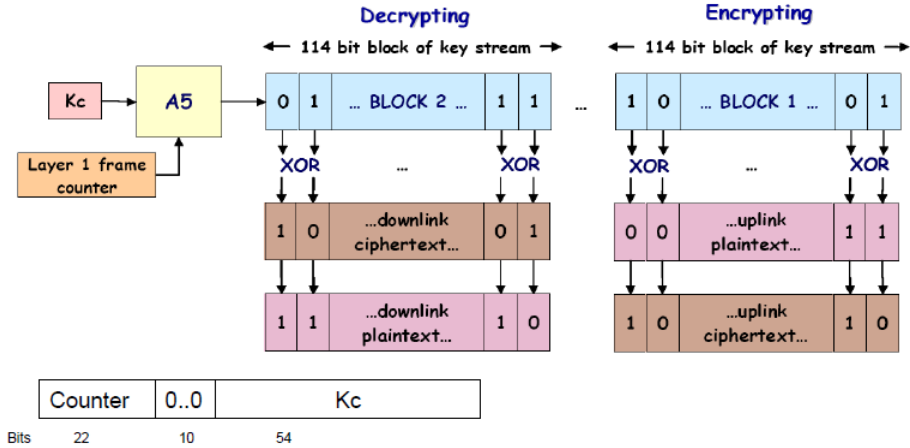 Decrypting Encrypting
← 114 bit block of key stream → ← 114 bit block of key stream →
Kc A5 0 1 ... BLOCK 2 ... 1 1 ... 1 0 ... BLOCK 1 ... 0 1
Layer 1 frame
counter
XOR ... XOR XOR ... XOR
1 0 ...downlink
ciphertext... 0 1 0 0 ...uplink
plaintext... 1 1
1 1 ...downlink
plaintext... 1 0 1 0 ...uplink
ciphertext... 1 0
Counter 0..0 Kc
Bits 22 10 54